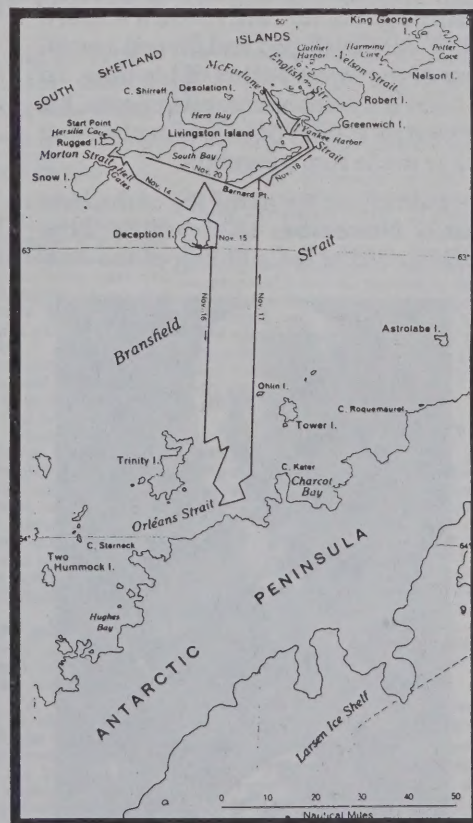 50°
King George I.
ISLANDS
Clothier Harbor
Harmony Cove
Potter Cove
Nelson Strait
English Str.
McFarlane
SOUTH SHETLAND
Desolation I.
C. Shirreff
Nelson I.
Robert I.
Hero Bay
Greenwich I.
Start Point
Livingston Island
Yankee Harbor
Hersilia Cove
Rugged I.
Strait
South Bay
Morton Strait
Hell Gates
Nov. 20
Nov. 18
Snow I.
Nov. 14
Barnard Pt.
Deception I.
Nov. 15
Strait
63°
63°
Nov. 16
Nov. 17
Bransfield
Astrolabe I.
Ohlin I.
C. Roquemaurel
Tower I.
Trinity I.
C. Kater
Charcot Bay
Orléans Strait
64°
C. Sterneck
64°
Two Hummock I.
PENINSULA
Hughes Bay
ANTARCTIC
Larsen Ice Shelf
0 10 20 30 40 50
Nautical Miles